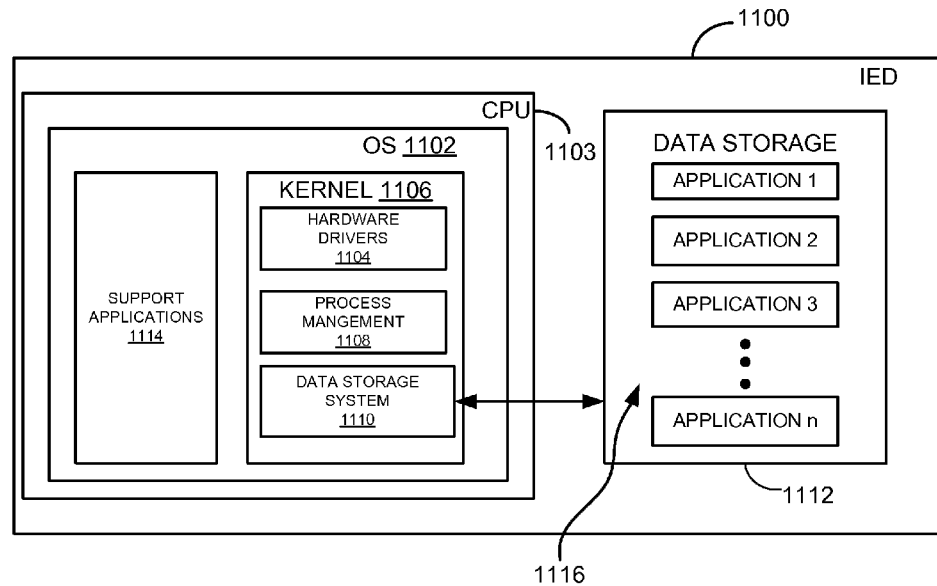 1100
IED
CPU
1103
OS 1102
DATA STORAGE
KERNEL 1106
APPLICATION 1
HARDWARE
DRIVERS
1104
APPLICATION 2
SUPPORT
APPLICATIONS
1114
PROCESS
MANGEMENT
1108
APPLICATION 3
DATA STORAGE
SYSTEM
1110
APPLICATION n
1112
1116